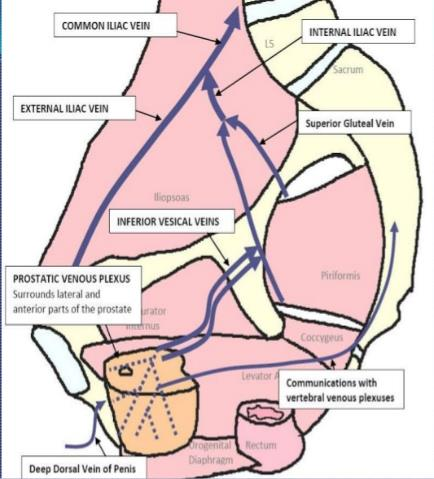 COMMON ILIAC VEIN
INTERNAL ILIAC VEIN
L5
Sacrum
EXTERNAL ILIAC VEIN
Superior Gluteal Vein
Iliopsoas
INFERIOR VESICAL VEINS
PROSTATIC VENOUS PLEXUS
Surrounds lateral and
anterior parts of the prostate
Piriformis
urator
Internus
Coccygeus
Levator A
Communications with
vertebral venous plexuses
Urogenital
Diaphragm
Rectum
Deep Dorsal Vein of Penis